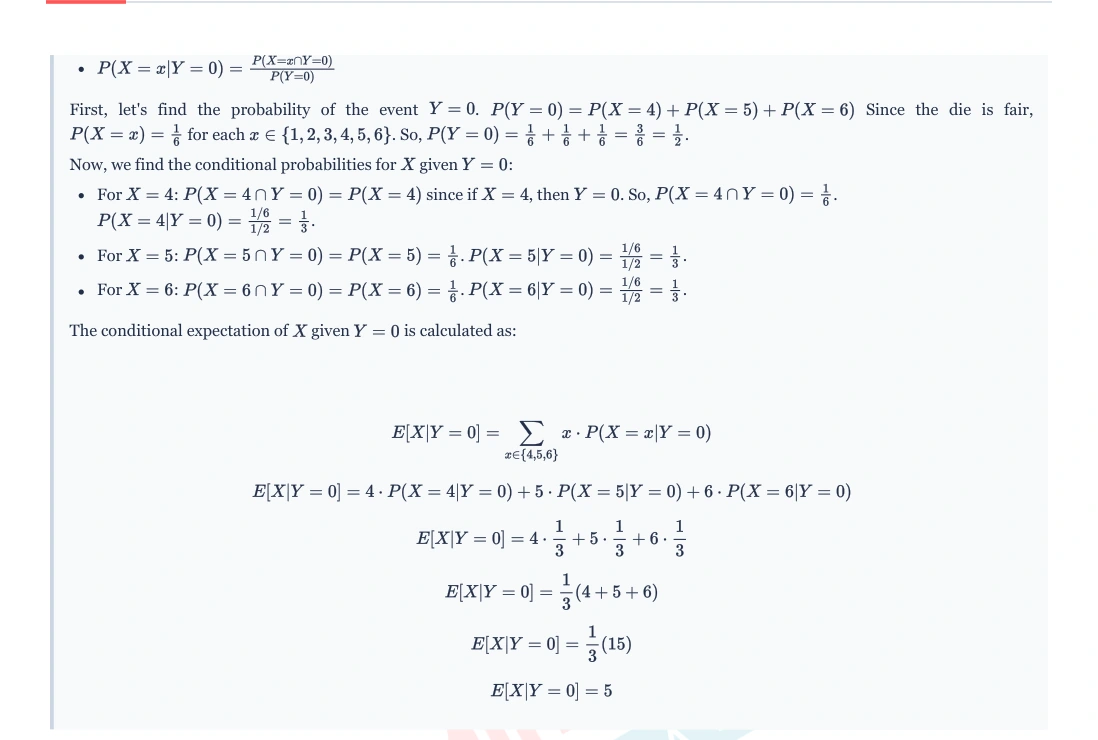 • P(X = x|Y = 0) = P(X=x∩Y=0)/P(Y=0)
First, let's find the probability of the event Y = 0. P(Y = 0) = P(X = 4) + P(X = 5) + P(X = 6) Since the die is fair,
P(X = x) = 1/6 for each x ∈ {1, 2, 3, 4, 5, 6}. So, P(Y = 0) = 1/6 + 1/6 + 1/6 = 3/6 = 1/2.
Now, we find the conditional probabilities for X given Y = 0:
• For X = 4: P(X = 4 ∩ Y = 0) = P(X = 4) since if X = 4, then Y = 0. So, P(X = 4 ∩ Y = 0) = 1/6.
P(X = 4|Y = 0) = 1/6/1/2 = 1/3.
• For X = 5: P(X = 5 ∩ Y = 0) = P(X = 5) = 1/6. P(X = 5|Y = 0) = 1/6/1/2 = 1/3.
• For X = 6: P(X = 6 ∩ Y = 0) = P(X = 6) = 1/6. P(X = 6|Y = 0) = 1/6/1/2 = 1/3.
The conditional expectation of X given Y = 0 is calculated as:
E[X|Y = 0] = ∑ x∈{4,5,6} x · P(X = x|Y = 0)
E[X|Y = 0] = 4 · P(X = 4|Y = 0) + 5 · P(X = 5|Y = 0) + 6 · P(X = 6|Y = 0)
E[X|Y = 0] = 4 · 1/3 + 5 · 1/3 + 6 · 1/3
E[X|Y = 0] = 1/3(4 + 5 + 6)
E[X|Y = 0] = 1/3(15)
E[X|Y = 0] = 5